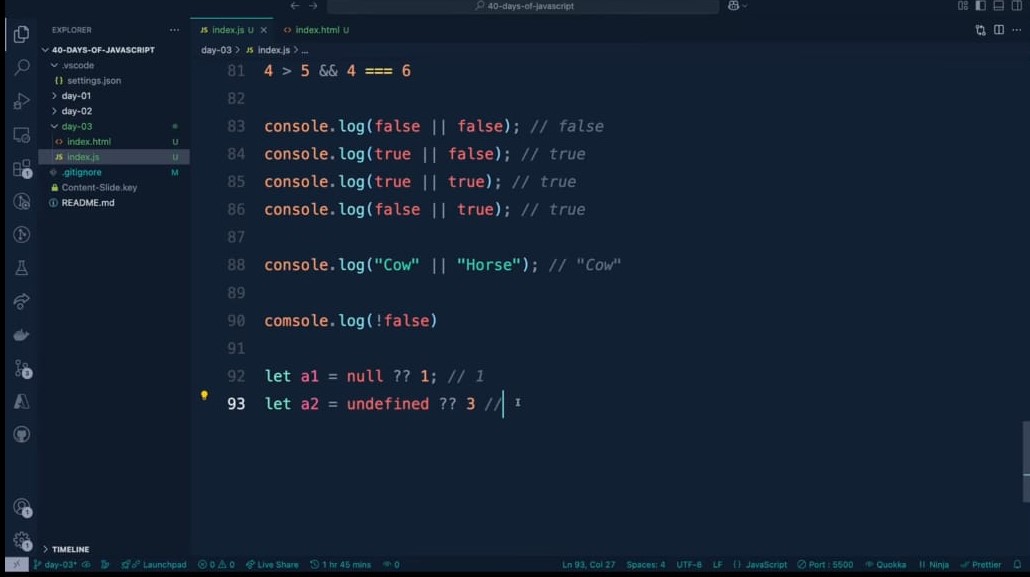 40-days-of-javascript
EXPLORER
40-DAYS-OF-JAVASCRIPT
.vscode
{} settings.json
day-01
day-02
day-03
<> index.html U
JS index.js U
.gitignore M
Content-Slide.key
README.md
TIMELINE
JS index.js U
<> index.html U
day-03 > JS index.js > ...
81 4 > 5 && 4 === 6
82
83 console.log(false || false); // false
84 console.log(true || false); // true
85 console.log(true || true); // true
86 console.log(false || true); // true
87
88 console.log("Cow" || "Horse"); // "Cow"
89
90 comsole.log(!false)
91
92 let a1 = null ?? 1; // 1
93 let a2 = undefined ?? 3 //
day-03* Launchpad 0 0 Live Share 1 hr 45 mins 0 Ln 93, Col 27 Spaces: 4 UTF-8 LF {} JavaScript Port : 5500 Quokka Ninja Prettier